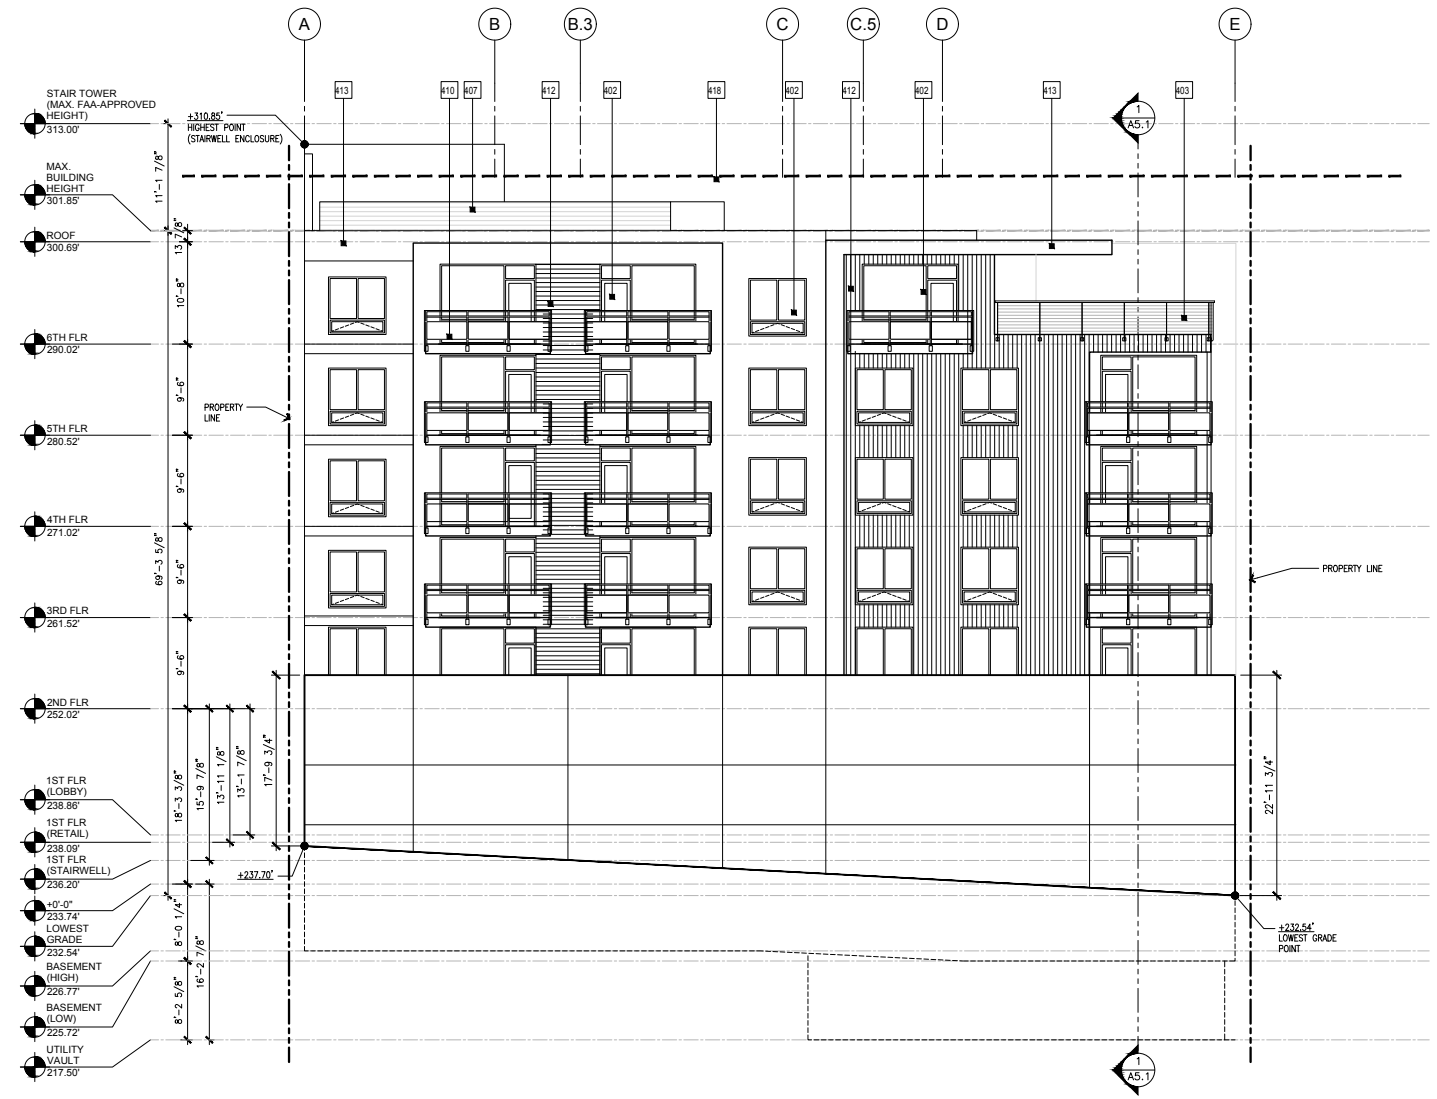 A
B
B.3
C
C.5
D
E
413
410
407
412
402
418
402
412
402
413
403
1
A5.1
STAIR TOWER
(MAX. FAA-APPROVED
HEIGHT)
313.00'
+310.85'
HIGHEST POINT
(STAIRWELL ENCLOSURE)
11'-1 7/8"
MAX.
BUILDING
HEIGHT
301.85'
13 7/8"
ROOF
300.69'
10'-8"
6TH FLR
290.02'
9'-6"
PROPERTY
LINE
5TH FLR
280.52'
9'-6"
4TH FLR
271.02'
69'-3 5/8"
9'-6"
PROPERTY LINE
3RD FLR
261.52'
9'-6"
2ND FLR
252.02'
18'-3 3/8"
15'-9 7/8"
13'-11 1/8"
13'-1 7/8"
17'-9 3/4"
22'-11 3/4"
1ST FLR
(LOBBY)
238.86'
1ST FLR
(RETAIL)
238.09'
1ST FLR
(STAIRWELL)
236.20'
+237.70'
+0'-0"
233.74'
LOWEST
GRADE
232.54'
8'-0 1/4"
16'-2 7/8"
+232.54'
LOWEST GRADE
POINT
BASEMENT
(HIGH)
226.77'
BASEMENT
(LOW)
225.72'
8'-2 5/8"
UTILITY
VAULT
217.50'
1
A5.1